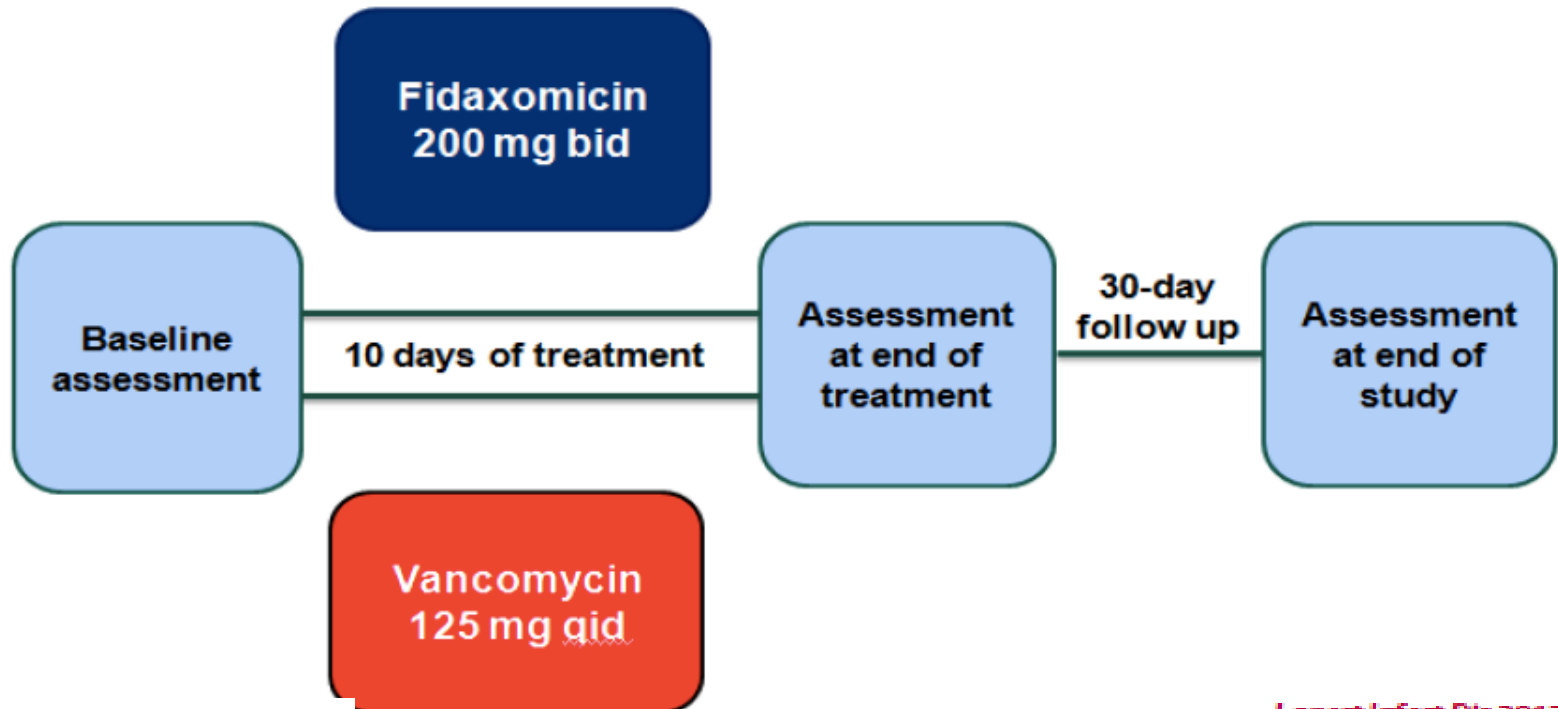 Fidaxomicin
200 mg bid
Baseline
assessment
10 days of treatment
Assessment
at end of
treatment
30-day
follow up
Assessment
at end of
study
Vancomycin
125 mg qid